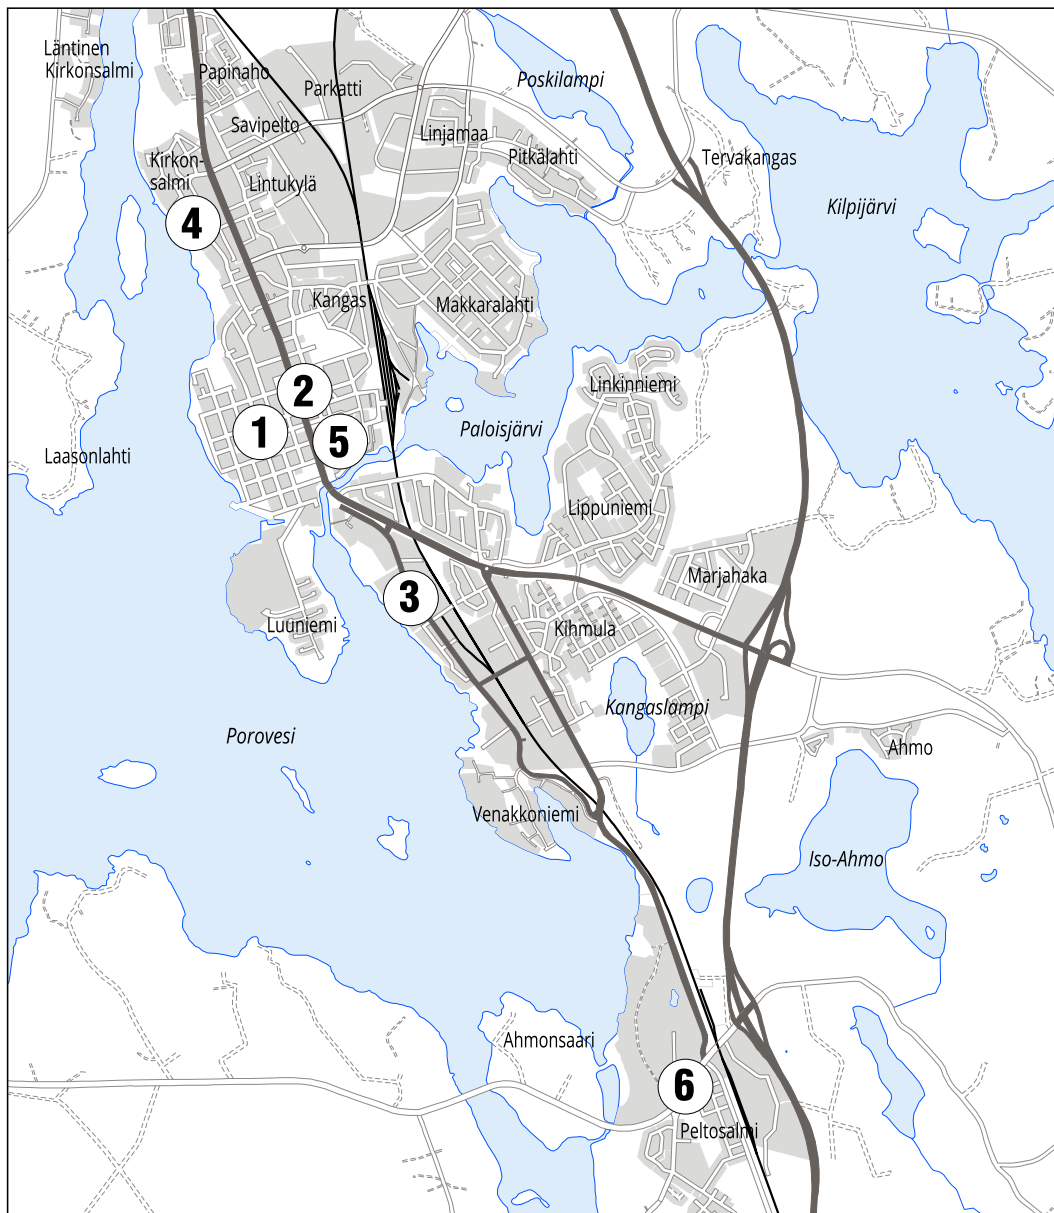 Läntinen
Kirkonsalmi
Papinaho
Parkatti
Poskilampi
Savipelto
Linjamaa
Pitkälahti
Tervakangas
Kirkon-
salmi
Lintukylä
Kilpijärvi
4
Kangas
Makkaralahti
Linkinniemi
2
1
5
Paloisjärvi
Laasonlahti
Lippuniemi
Marjahaka
3
Luuniemi
Kihmula
Kangaslampi
Porovesi
Ahmo
Venakkoniemi
Iso-Ahmo
Ahmonsaari
6
Peltosalmi